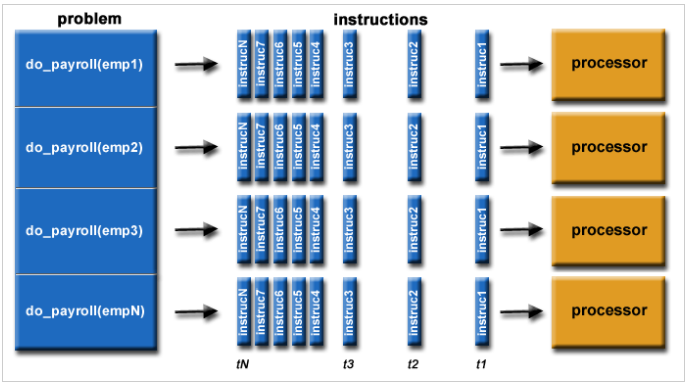 problem
instructions
do_payroll(emp1)
instrucN
instruc7
instruc6
instruc5
instruc4
instruc3
instruc2
instruc1
processor
do_payroll(emp2)
instrucN
instruc7
instruc6
instruc5
instruc4
instruc3
instruc2
instruc1
processor
do_payroll(emp3)
instrucN
instruc7
instruc6
instruc5
instruc4
instruc3
instruc2
instruc1
processor
do_payroll(empN)
instrucN
instruc7
instruc6
instruc5
instruc4
instruc3
instruc2
instruc1
processor
tN
t3
t2
t1